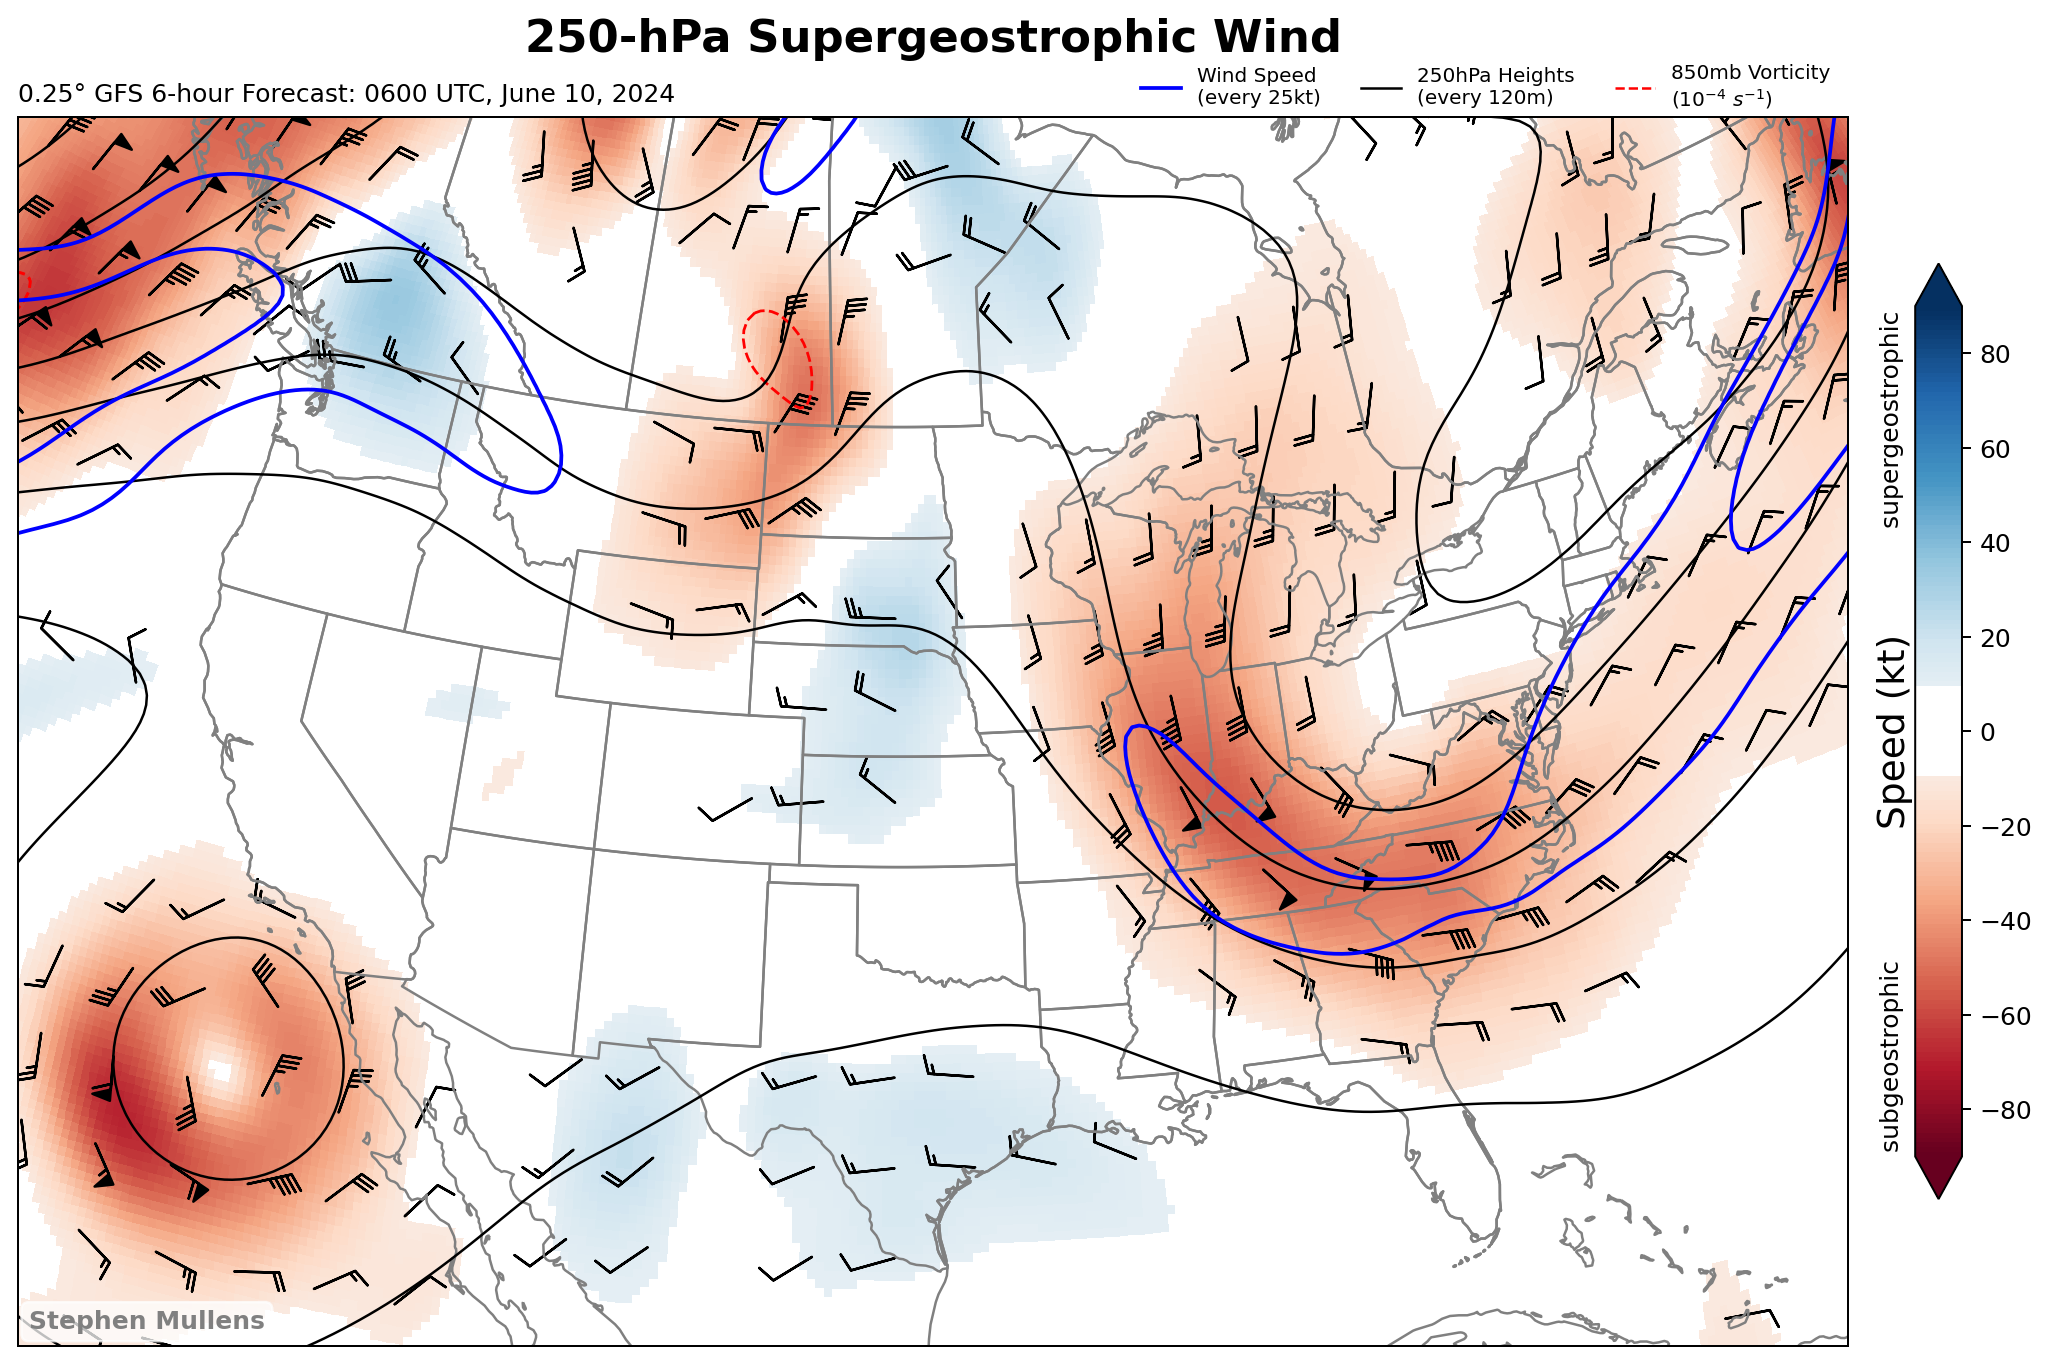 250-hPa Supergeostrophic Wind
0.25° GFS 6-hour Forecast: 0600 UTC, June 10, 2024
Wind Speed
(every 25kt)
250hPa Heights
(every 120m)
850mb Vorticity
(10⁻⁴ s⁻¹)
supergeostrophic
subgeostrophic
Speed (kt)
80
60
40
20
0
−20
−40
−60
−80
Stephen Mullens